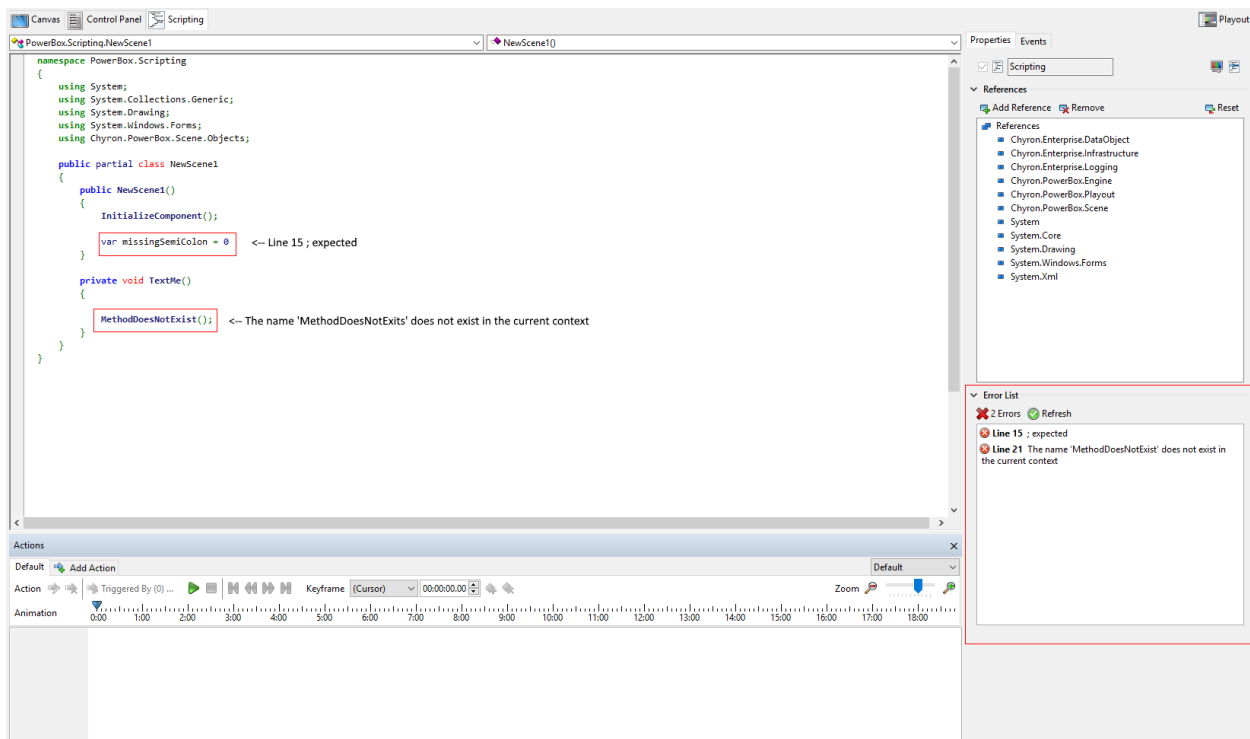 Canvas Control Panel Scripting Playout
PowerBox.Scripting.NewScene1 NewScene1()
namespace PowerBox.Scripting
{
using System;
using System.Collections.Generic;
using System.Drawing;
using System.Windows.Forms;
using Chyron.PowerBox.Scene.Objects;
public partial class NewScene1
{
public NewScene1()
{
InitializeComponent();
var missingSemiColon = 0 <-- Line 15 ; expected
}
private void TextMe()
{
MethodDoesNotExist(); <-- The name 'MethodDoesNotExits' does not exist in the current context
}
}
}
Properties Events
Scripting
References
Add Reference Remove Reset
References
Chyron.Enterprise.DataObject
Chyron.Enterprise.Infrastructure
Chyron.Enterprise.Logging
Chyron.PowerBox.Engine
Chyron.PowerBox.Playout
Chyron.PowerBox.Scene
System
System.Core
System.Drawing
System.Windows.Forms
System.Xml
Error List
2 Errors Refresh
Line 15 ; expected
Line 21 The name 'MethodDoesNotExist' does not exist in
the current context
Actions
Default Add Action Default
Action Triggered By (0) ... Keyframe (Cursor) 00:00:00.00 Zoom
Animation 0:00 1:00 2:00 3:00 4:00 5:00 6:00 7:00 8:00 9:00 10:00 11:00 12:00 13:00 14:00 15:00 16:00 17:00 18:00